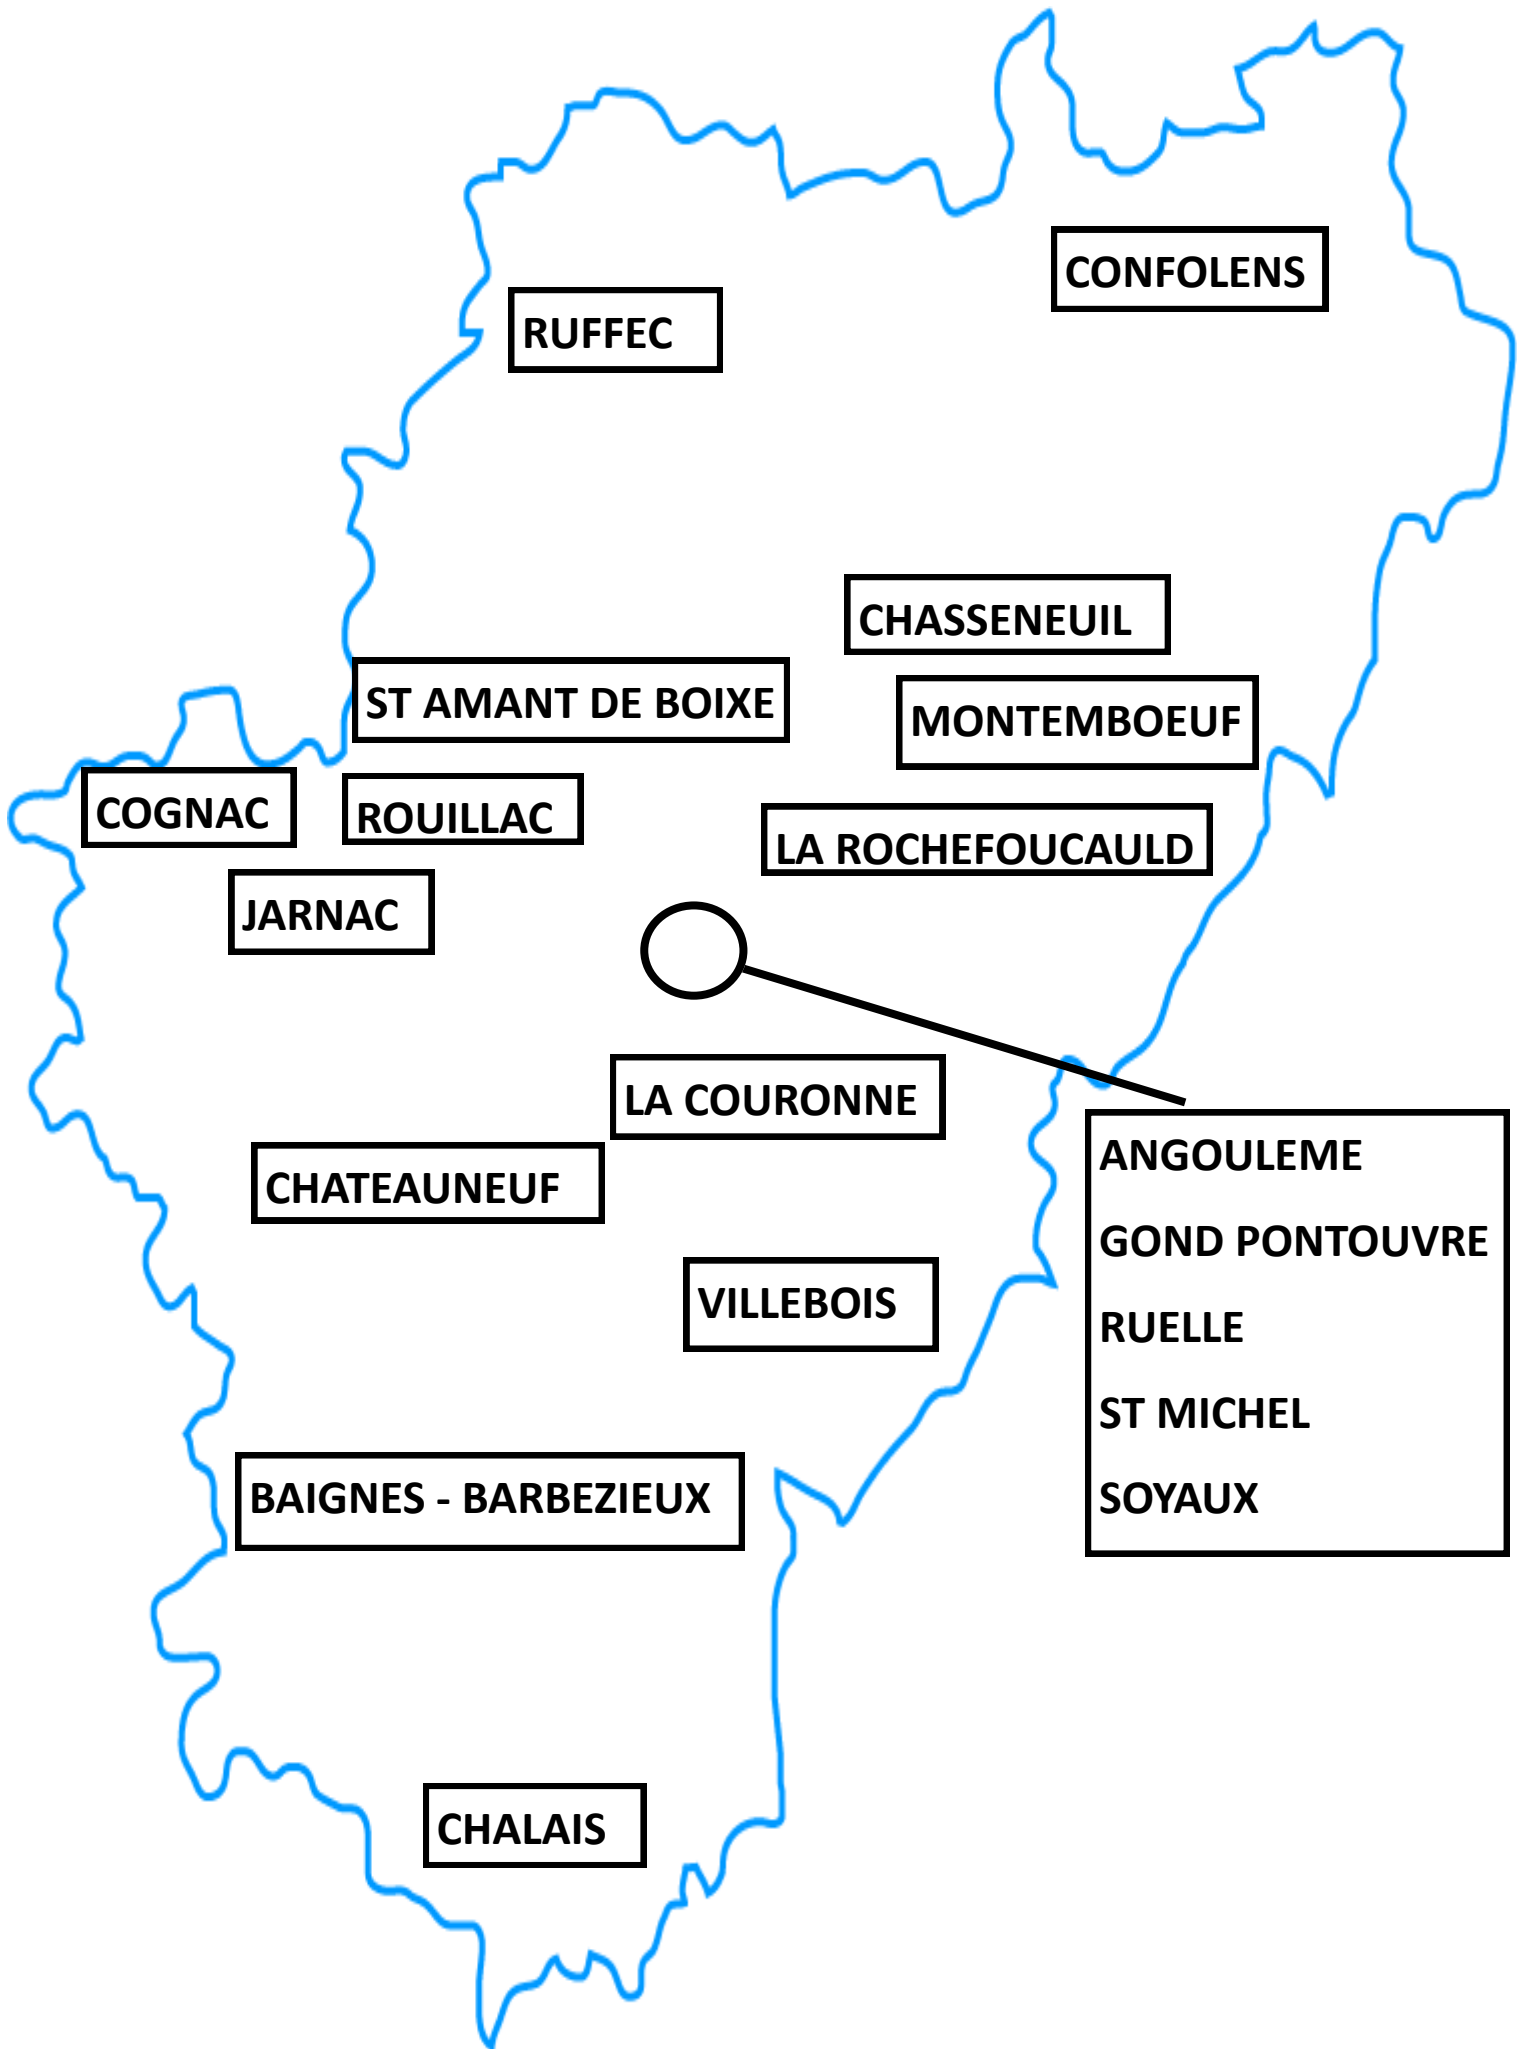 CONFOLENS
RUFFEC
CHASSENEUIL
ST AMANT DE BOIXE
MONTEMBOEUF
COGNAC
ROUILLAC
LA ROCHEFOUCAULD
JARNAC
LA COURONNE
CHATEAUNEUF
ANGOULEME
GOND PONTOUVRE
RUELLE
ST MICHEL
SOYAUX
VILLEBOIS
BAIGNES - BARBEZIEUX
CHALAIS